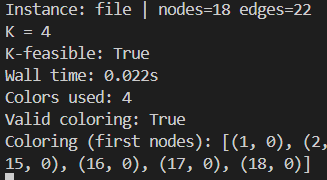 Instance: file | nodes=18 edges=22
K = 4
K-feasible: True
Wall time: 0.022s
Colors used: 4
Valid coloring: True
Coloring (first nodes): [(1, 0), (2,
15, 0), (16, 0), (17, 0), (18, 0)]